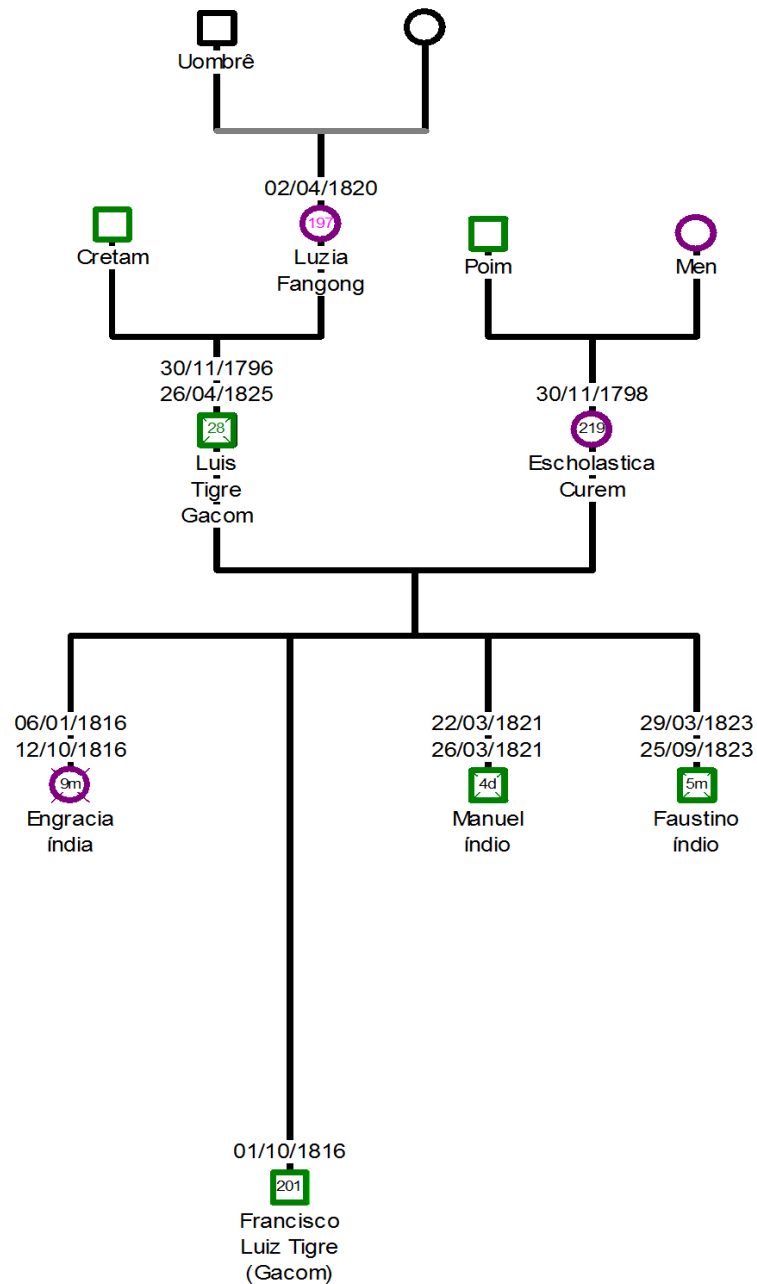 Uombrê
02/04/1820
197
Cretam
Luzia
Fangong
Poim
Men
30/11/1796
26/04/1825
28
Luis
Tigre
Gacom
30/11/1798
219
Escholastica
Curem
06/01/1816
12/10/1816
9m
Engracia
índia
22/03/1821
26/03/1821
4d
Manuel
índio
29/03/1823
25/09/1823
5m
Faustino
índio
01/10/1816
201
Francisco
Luiz Tigre
(Gacom)